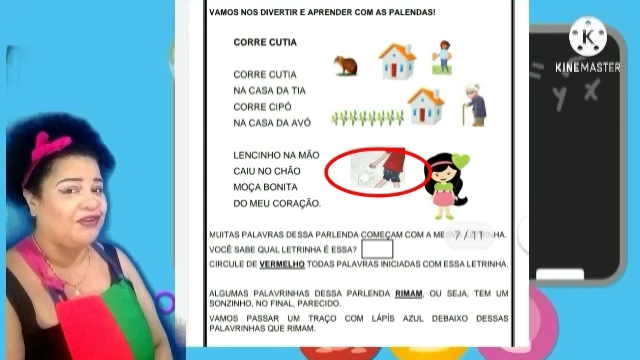 VAMOS NOS DIVERTIR E APRENDER COM AS PALENDAS!
CORRE CUTIA
CORRE CUTIA
NA CASA DA TIA
CORRE CIPÓ
NA CASA DA AVÓ
LENCINHO NA MÃO
CAIU NO CHÃO
MOÇA BONITA
DO MEU CORAÇÃO.
MUITAS PALAVRAS DESSA PARLENDA COMEÇAM COM A
7/11
VOCÊ SABE QUAL LETRINHA É ESSA?
CIRCULE DE VERMELHO TODAS PALAVRAS INICIADAS COM ESSA LETRINHA.
ALGUMAS PALAVRINHAS DESSA PARLENDA RIMAM, OU SEJA, TEM UM
SONZINHO, NO FINAL, PARECIDO.
VAMOS PASSAR UM TRAÇO COM LÁPIS AZUL DEBAIXO DESSAS
PALAVRINHAS QUE RIMAM.
K
KINEMASTER
y x